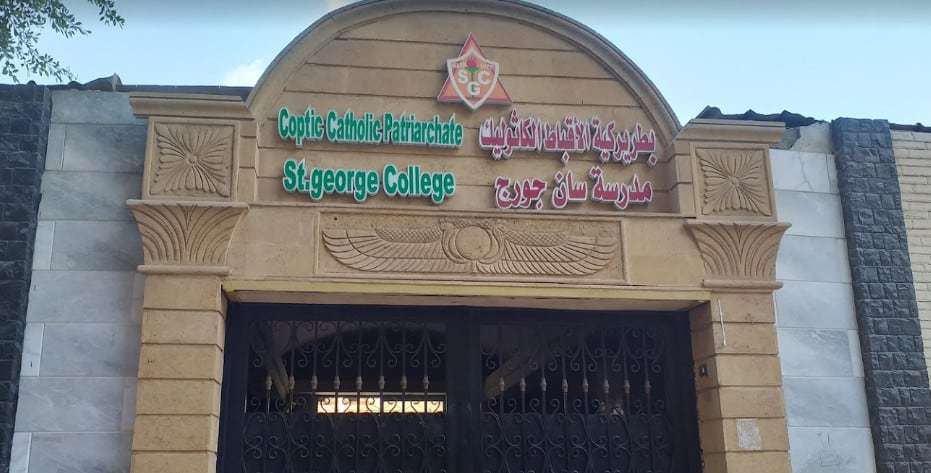 SGC
Coptic Catholic Patriarchate
St-george College
بطريركية الأقباط الكاثوليك
مدرسة سان جورج